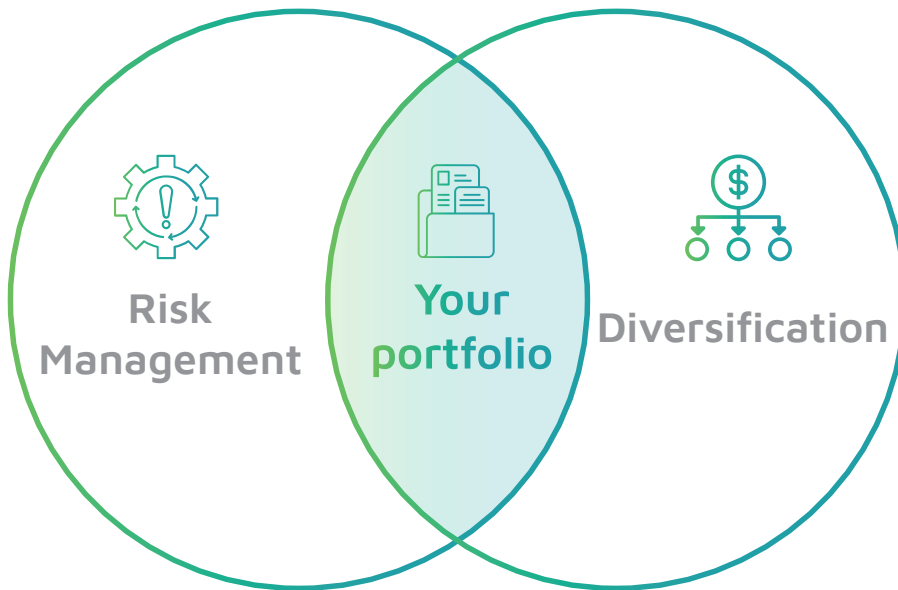 Risk
Management
Your
portfolio
Diversification
$